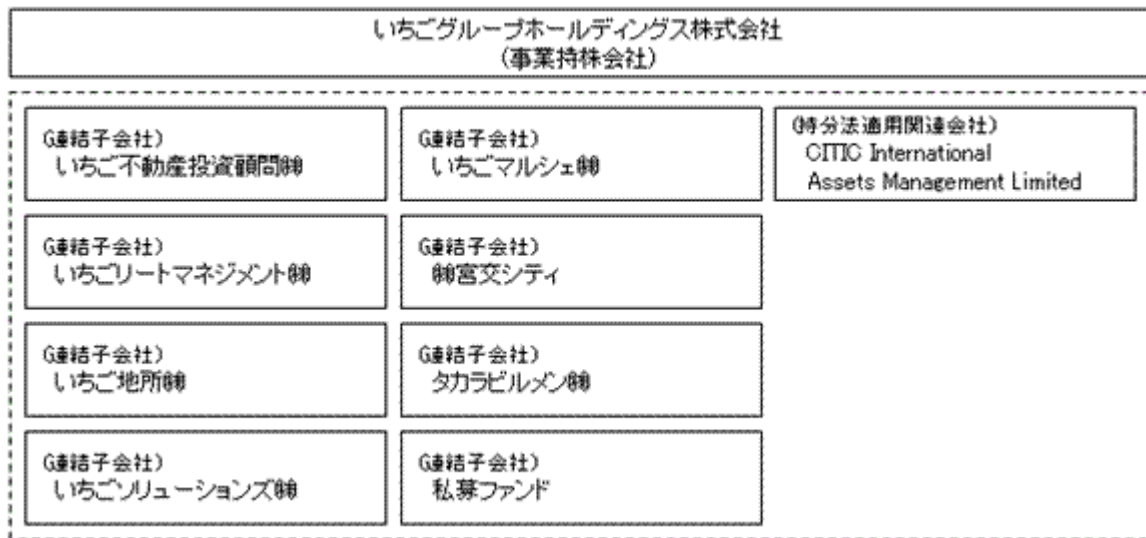 いちごグループホールディングス株式会社
(事業持株会社)
(連結子会社)
いちご不動産投資顧問㈱
(連結子会社)
いちごリートマネジメント㈱
(連結子会社)
いちご地所㈱
(連結子会社)
いちごソリューションズ㈱
(連結子会社)
いちごマルシェ㈱
(連結子会社)
㈱宮交シティ
(連結子会社)
タカラビルメン㈱
(連結子会社)
私募ファンド
(持分法適用関連会社)
CITIC International
Assets Management Limited